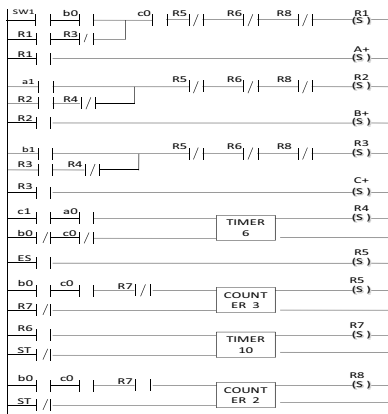 SW1 b0 c0 R5 R6 R8 R1
(S)
R1 R3
R1 A+
(S)
a1 R5 R6 R8 R2
(S)
R2 R4
R2 B+
(S)
b1 R5 R6 R8 R3
(S)
R3 R4
R3 C+
(S)
c1 a0 R4
(S)
TIMER
6
b0 c0
ES R5
(S)
b0 c0 R7 R5
(S)
COUNT
ER 3
R7
R6 R7
(S)
TIMER
10
ST
b0 c0 R7 R8
(S)
COUNT
ER 2
ST